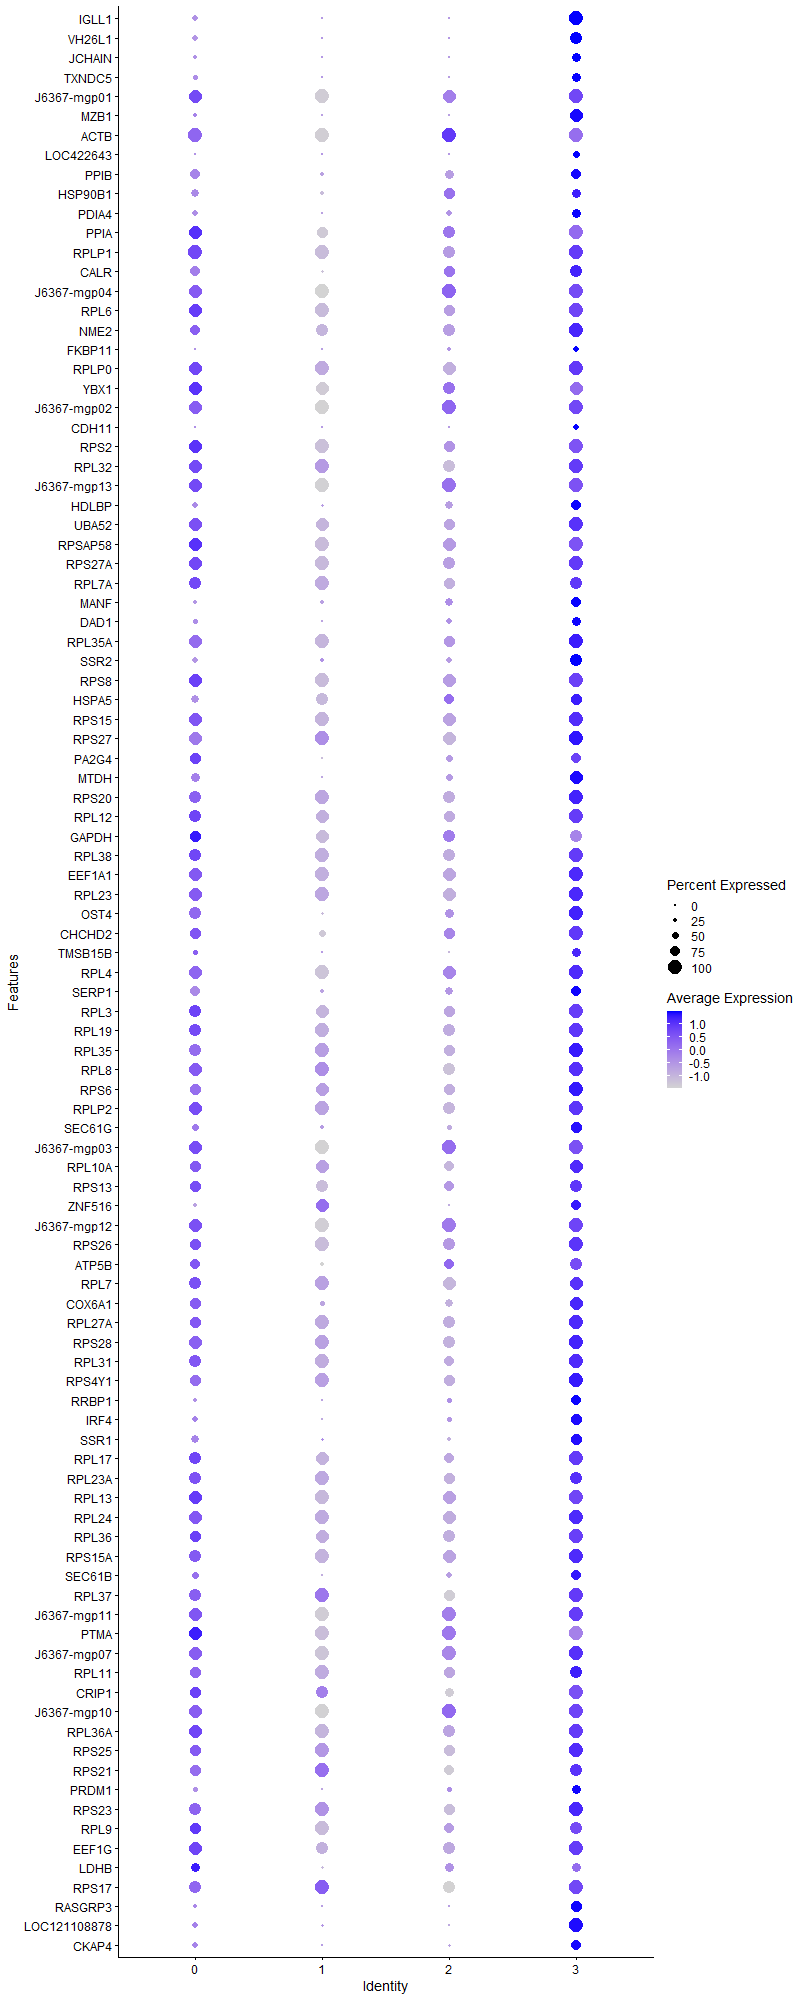 IGLL1
VH26L1
JCHAIN
TXNDC5
J6367-mgp01
MZB1
ACTB
LOC422643
PPIB
HSP90B1
PDIA4
PPIA
RPLP1
CALR
J6367-mgp04
RPL6
NME2
FKBP11
RPLP0
YBX1
J6367-mgp02
CDH11
RPS2
RPL32
J6367-mgp13
HDLBP
UBA52
RPSAP58
RPS27A
RPL7A
MANF
DAD1
RPL35A
SSR2
RPS8
HSPA5
RPS15
RPS27
PA2G4
MTDH
RPS20
RPL12
GAPDH
RPL38
EEF1A1
RPL23
OST4
CHCHD2
TMSB15B
RPL4
SERP1
RPL3
RPL19
RPL35
RPL8
RPS6
RPLP2
SEC61G
J6367-mgp03
RPL10A
RPS13
ZNF516
J6367-mgp12
RPS26
ATP5B
RPL7
COX6A1
RPL27A
RPS28
RPL31
RPS4Y1
RRBP1
IRF4
SSR1
RPL17
RPL23A
RPL13
RPL24
RPL36
RPS15A
SEC61B
RPL37
J6367-mgp11
PTMA
J6367-mgp07
RPL11
CRIP1
J6367-mgp10
RPL36A
RPS25
RPS21
PRDM1
RPS23
RPL9
EEF1G
LDHB
RPS17
RASGRP3
LOC121108878
CKAP4
Features
0 1 2 3
Identity
Percent Expressed
0
25
50
75
100
Average Expression
1.0
0.5
0.0
-0.5
-1.0